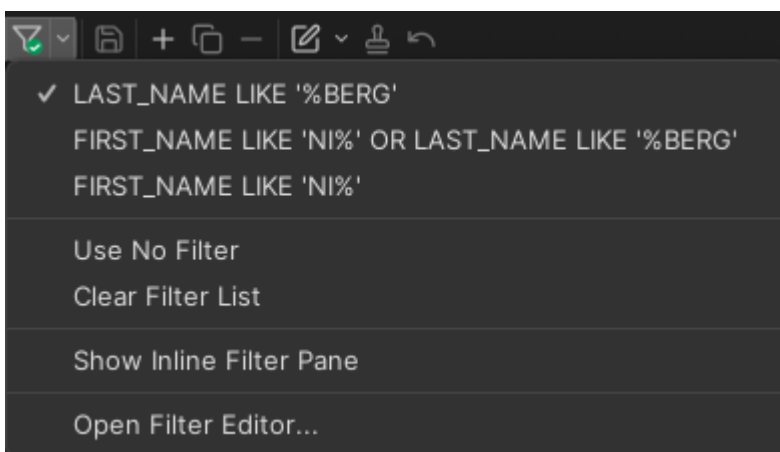 LAST_NAME LIKE '%BERG'
FIRST_NAME LIKE 'NI%' OR LAST_NAME LIKE '%BERG'
FIRST_NAME LIKE 'NI%'
Use No Filter
Clear Filter List
Show Inline Filter Pane
Open Filter Editor...